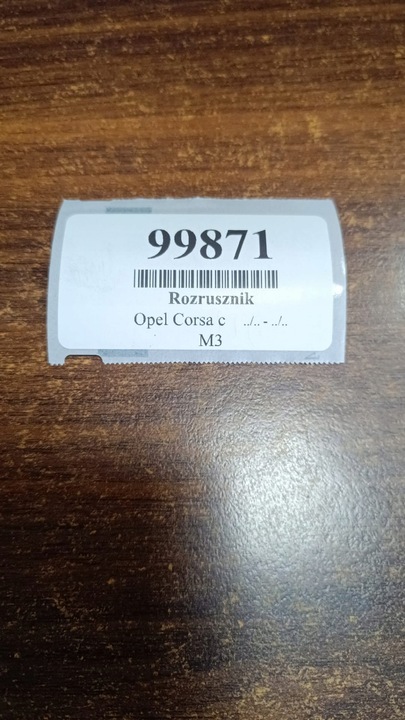 99871
Rozrusznik
Opel Corsa c ../.. - ../..
M3